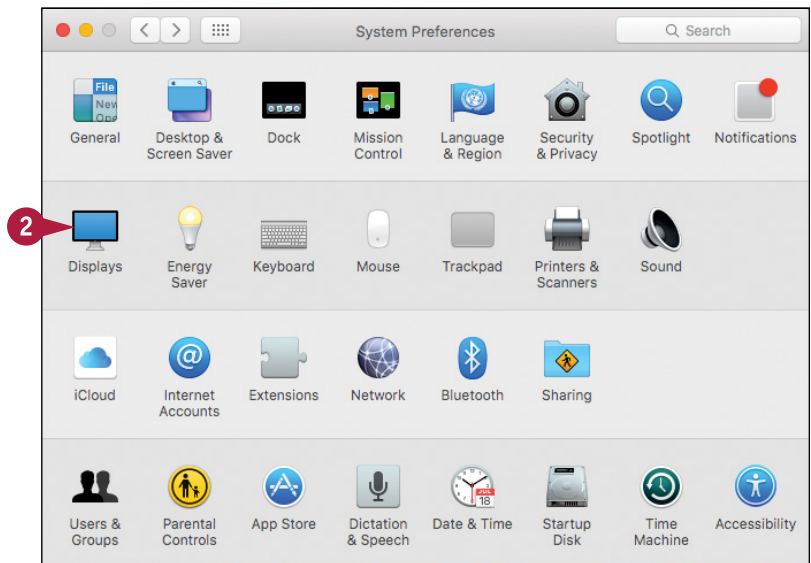 System Preferences
Search
File
New
Ope
General
Desktop &
Screen Saver
Dock
Mission
Control
Language
& Region
Security
& Privacy
Spotlight
Notifications
2
Displays
Energy
Saver
Keyboard
Mouse
Trackpad
Printers &
Scanners
Sound
iCloud
@
Internet
Accounts
Extensions
Network
Bluetooth
Sharing
Users &
Groups
Parental
Controls
App Store
Dictation
& Speech
JUL
18
Date & Time
Startup
Disk
Time
Machine
Accessibility